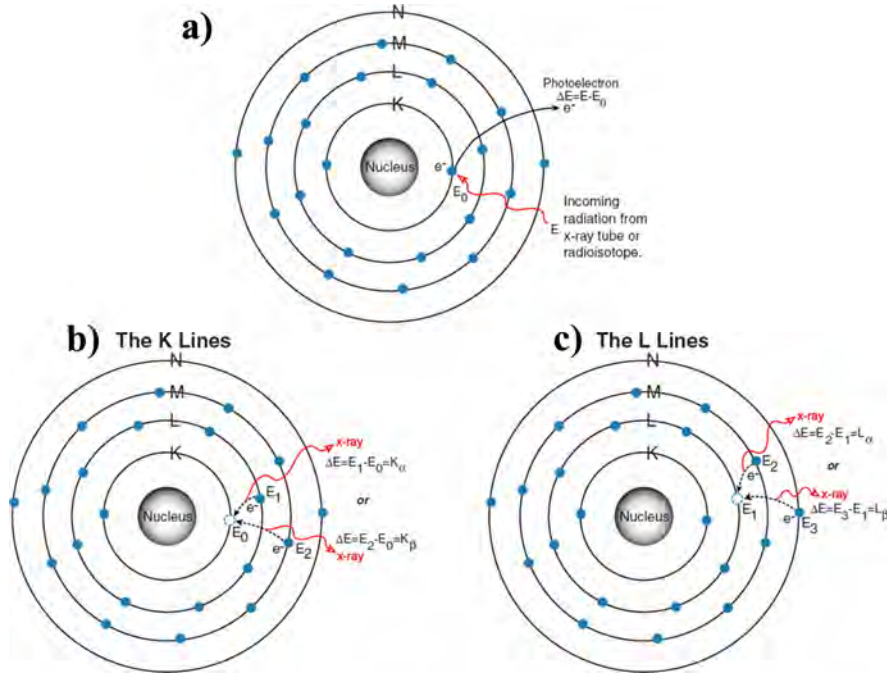 a)
N
M
L
K
Nucleus
e-
E₀
Photoelectron
ΔE=E-E₀
e-
E
Incoming
radiation from
x-ray tube or
radioisotope.
b) The K Lines
N
M
L
K
Nucleus
x-ray
ΔE=E₁-E₀=Kα
or
E₁
e-
E₀
e-
E₂
ΔE=E₂-E₀=Kβ
x-ray
c) The L Lines
N
M
L
K
Nucleus
x-ray
ΔE=E₂-E₁=Lα
or
E₂
e-
E₁
x-ray
ΔE=E₃-E₁=Lβ
e-
E₃